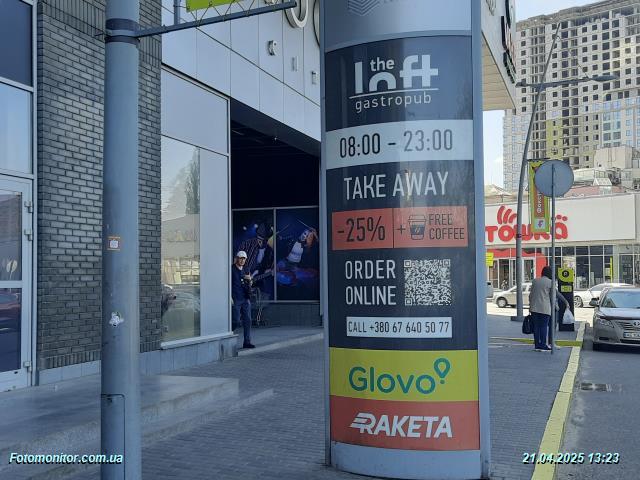 the
loft
gastropub
08:00 - 23:00
TAKE AWAY
-25% + FREE
COFFEE
ORDER
ONLINE
CALL +380 67 640 50 77
Glovo
RAKETA
Fotomonitor.com.ua
21.04.2025 13:23